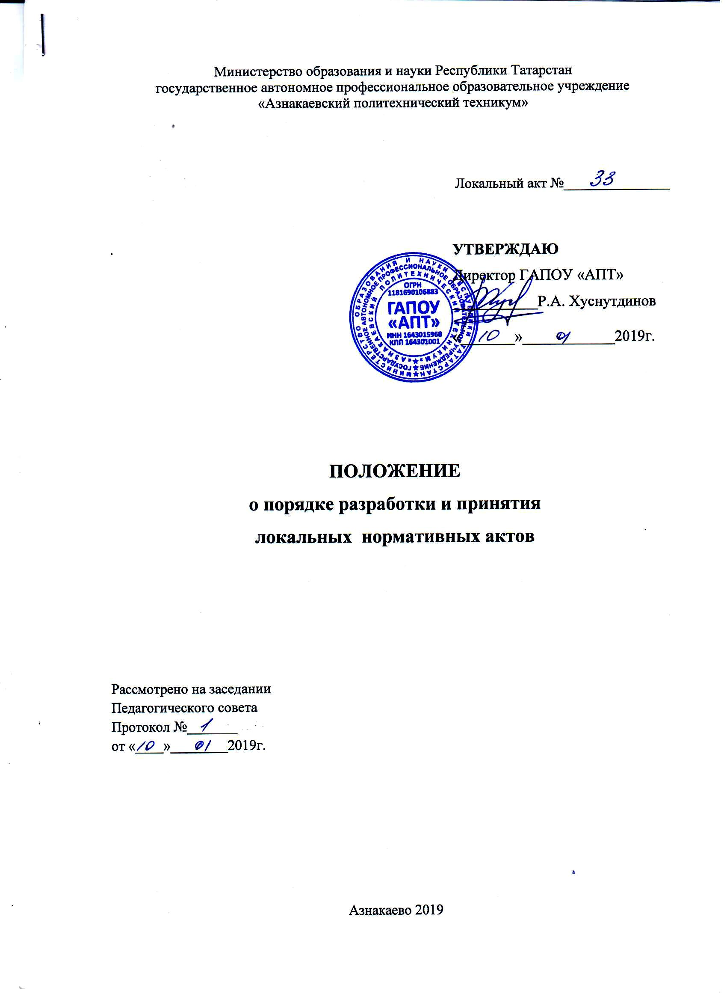 Министерство образования и науки Республики Татарстан
государственное автономное профессиональное образовательное учреждение
«Азнакаевский политехнический техникум»
Локальный акт № 33
УТВЕРЖДАЮ
Директор ГАПОУ «АПТ»
Р.А. Хуснутдинов
«10» 01 2019г.
МИНИСТЕРСТВО ОБРАЗОВАНИЯ И НАУКИ РЕСПУБЛИКИ ТАТАРСТАН
ГОСУДАРСТВЕННОЕ АВТОНОМНОЕ ПРОФЕССИОНАЛЬНОЕ ОБРАЗОВАТЕЛЬНОЕ УЧРЕЖДЕНИЕ
«АЗНАКАЕВСКИЙ ПОЛИТЕХНИЧЕСКИЙ ТЕХНИКУМ»
ОГРН
1181690106883
ГАПОУ
«АПТ»
ИНН 1643015968
КПП 164301001
ПОЛОЖЕНИЕ
о порядке разработки и принятия
локальных нормативных актов
Рассмотрено на заседании
Педагогического совета
Протокол № 1
от «10» 01 2019г.
Азнакаево 2019